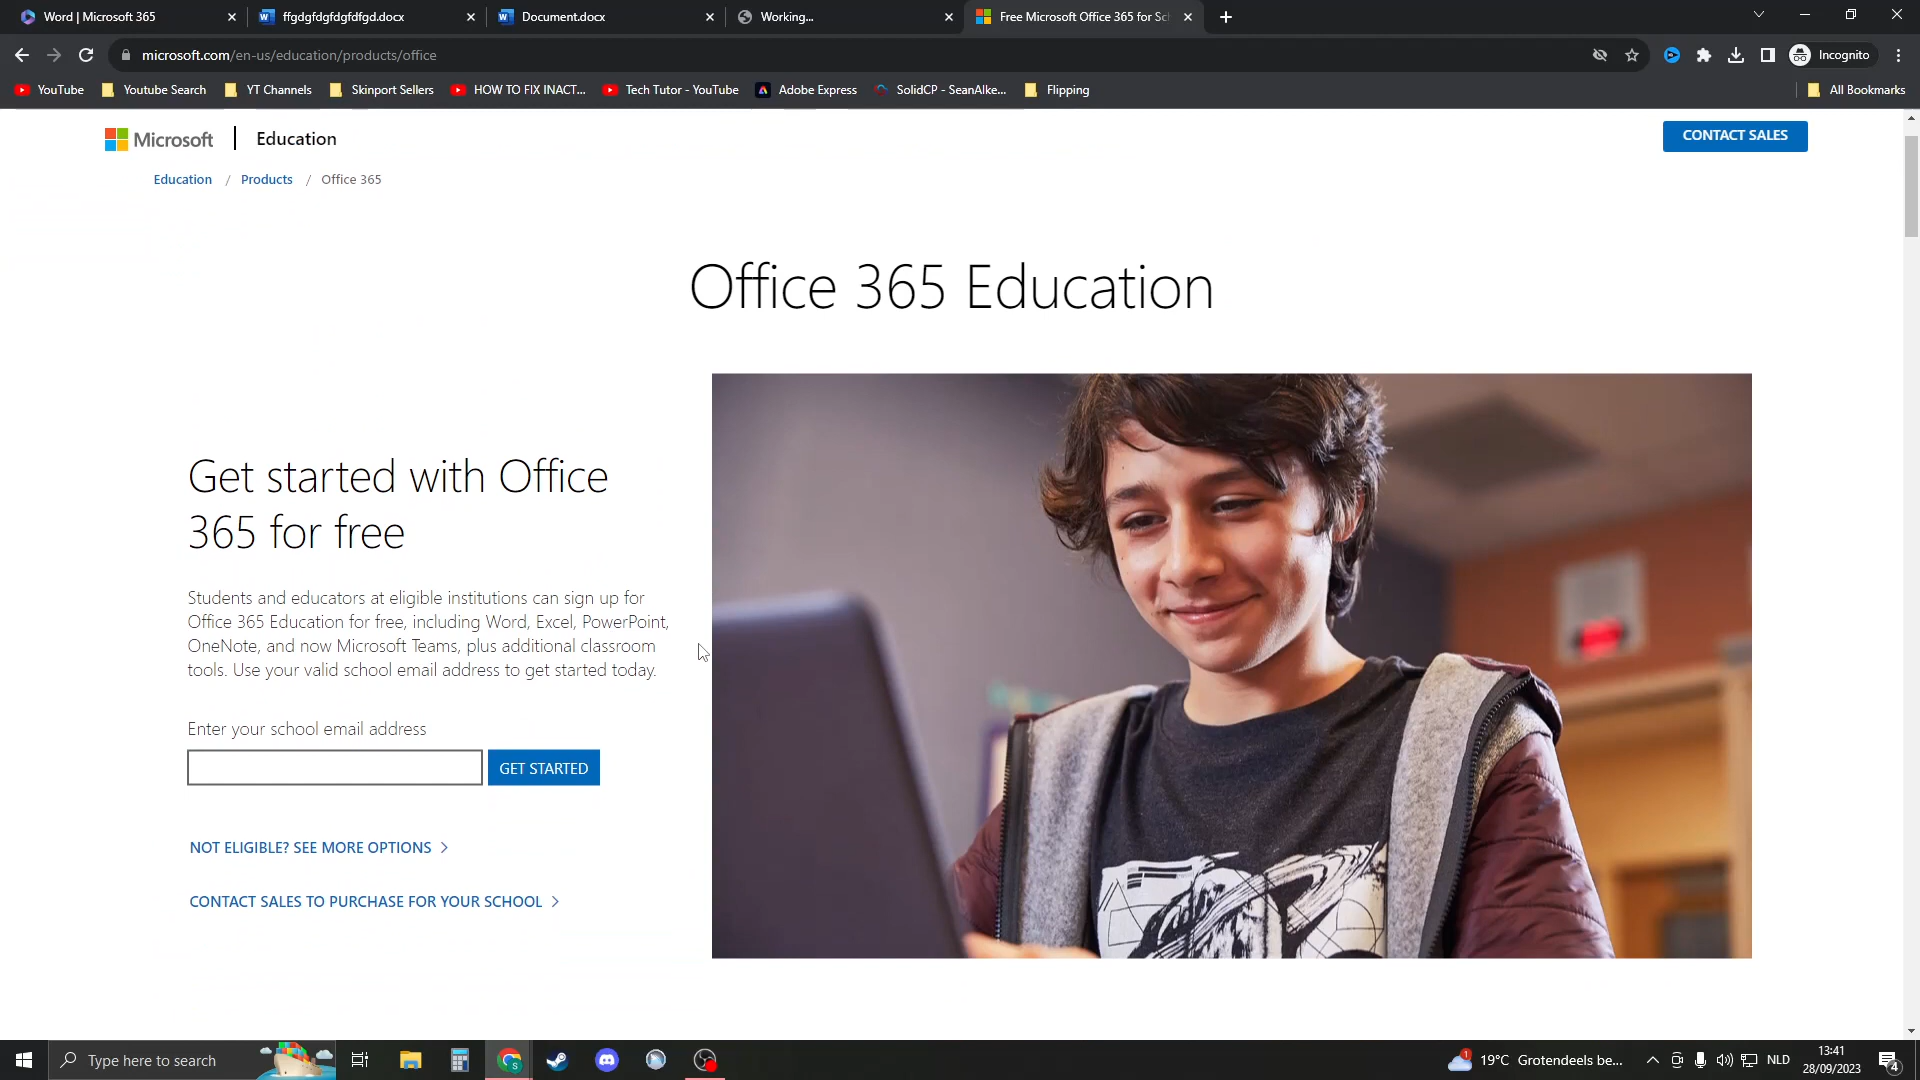 Word | Microsoft 365
ffgdgfdgfdgfdfgd.docx
Document.docx
Working...
Free Microsoft Office 365 for Sch
microsoft.com/en-us/education/products/office
Incognito
YouTube
Youtube Search
YT Channels
Skinport Sellers
HOW TO FIX INACT...
Tech Tutor - YouTube
Adobe Express
SolidCP - SeanAlke...
Flipping
All Bookmarks
Microsoft
Education
CONTACT SALES
Education / Products / Office 365
Office 365 Education
Get started with Office
365 for free
Students and educators at eligible institutions can sign up for
Office 365 Education for free, including Word, Excel, PowerPoint,
OneNote, and now Microsoft Teams, plus additional classroom
tools. Use your valid school email address to get started today.
Enter your school email address
GET STARTED
NOT ELIGIBLE? SEE MORE OPTIONS
CONTACT SALES TO PURCHASE FOR YOUR SCHOOL
Type here to search
1
19°C Grotendeels be...
NLD
13:41
28/09/2023
4